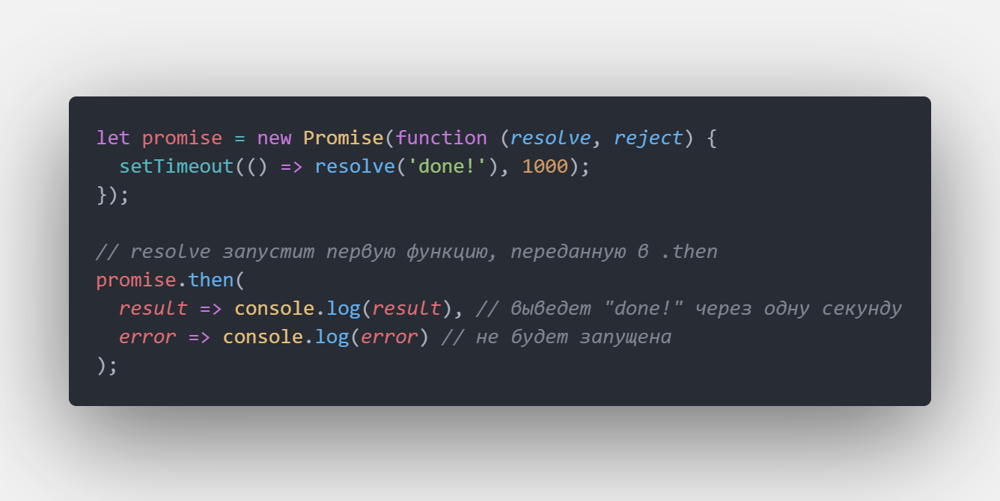 let promise = new Promise(function (resolve, reject) {
  setTimeout(() => resolve('done!'), 1000);
});

// resolve запустит первую функцию, переданную в .then
promise.then(
  result => console.log(result), // выведет "done!" через одну секунду
  error => console.log(error) // не будет запущена
);